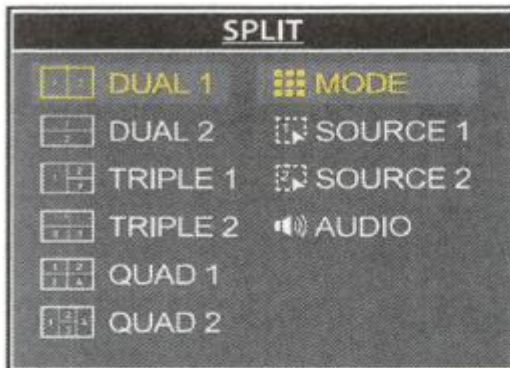 SPLIT
DUAL 1 MODE
DUAL 2 SOURCE 1
TRIPLE 1 SOURCE 2
TRIPLE 2 AUDIO
QUAD 1
QUAD 2